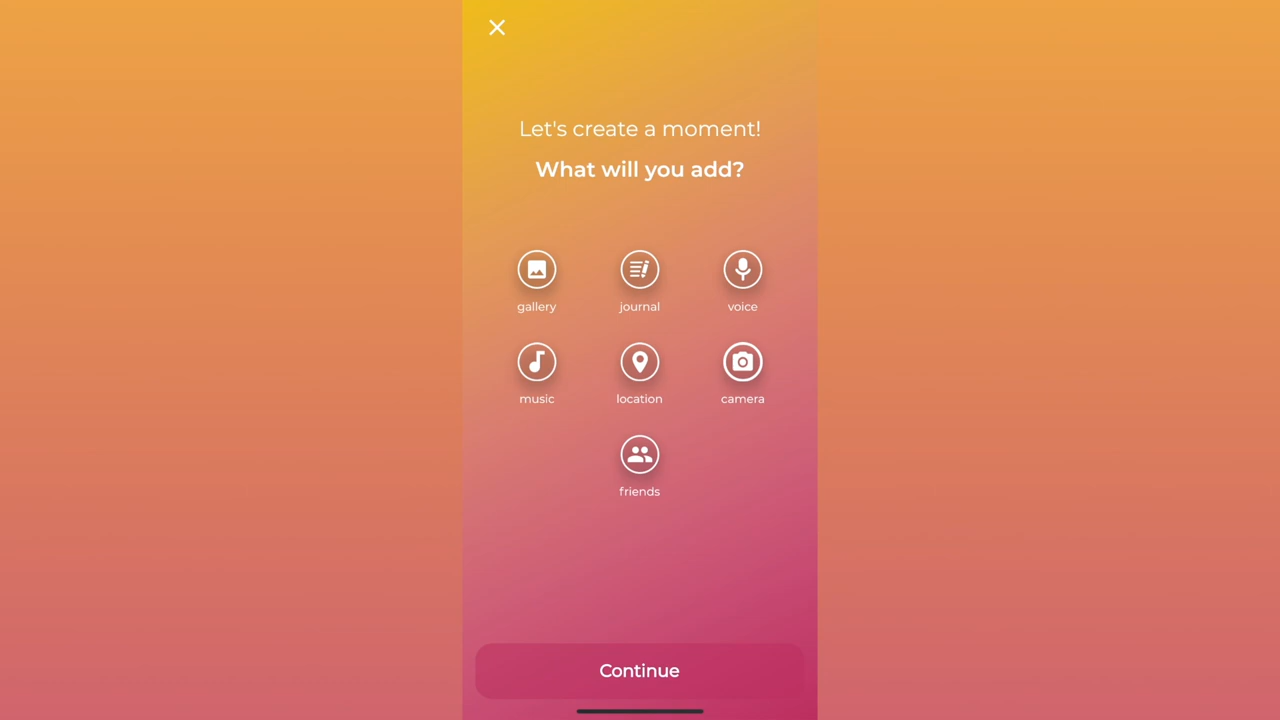 Let's create a moment!
What will you add?
gallery journal voice
music location camera
friends
Continue